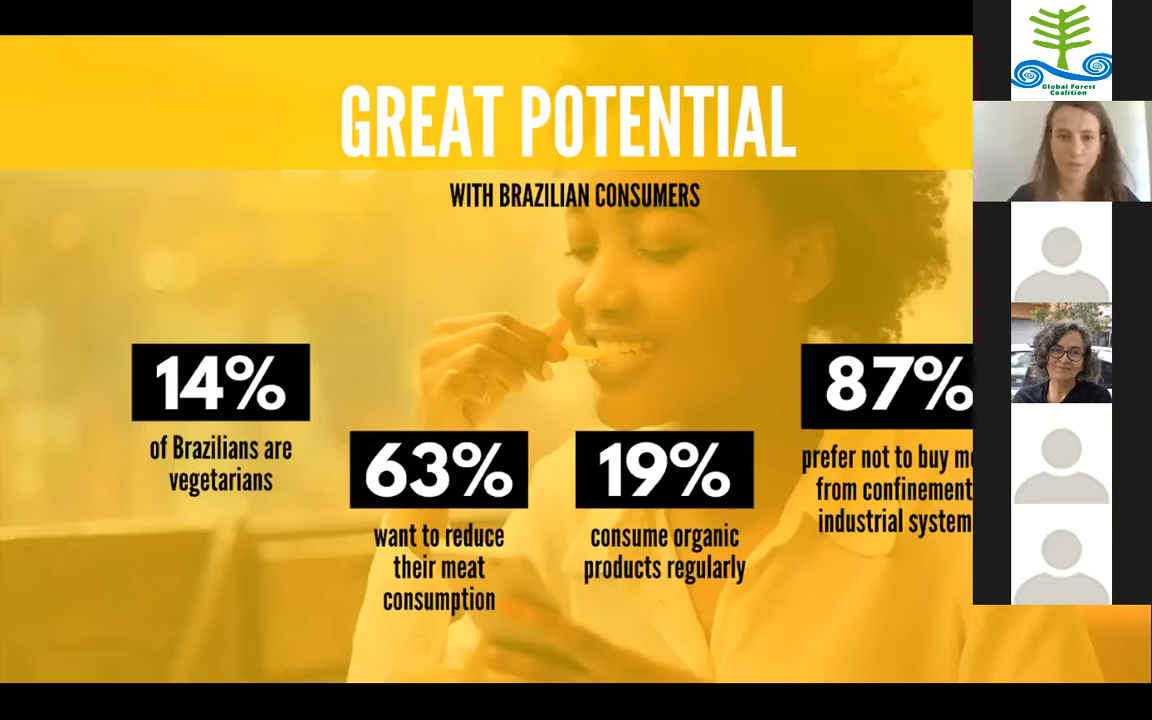 GREAT POTENTIAL
WITH BRAZILIAN CONSUMERS
14%
of Brazilians are
vegetarians
63%
want to reduce
their meat
consumption
19%
consume organic
products regularly
87%
prefer not to buy
from confinement
industrial system
Global Forest
Coalition